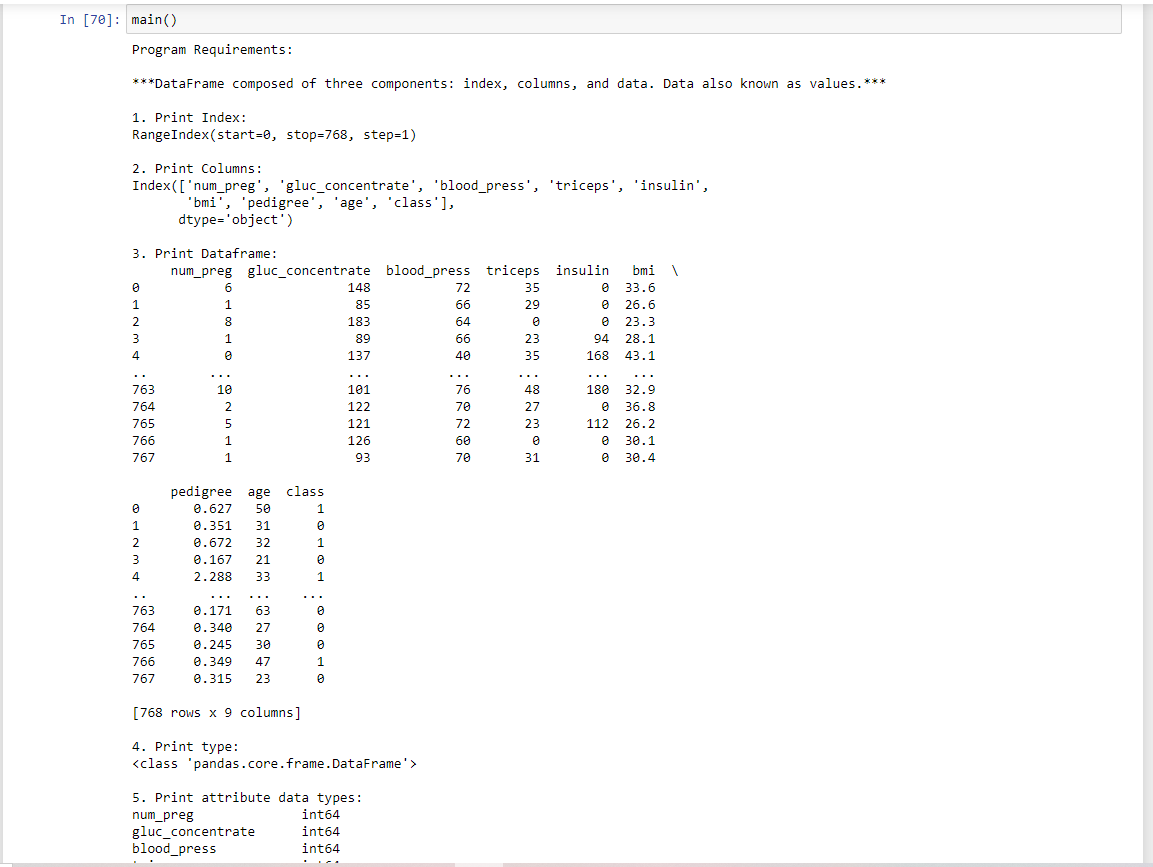 In [70]: main()
Program Requirements:
***DataFrame composed of three components: index, columns, and data. Data also known as values.***
1. Print Index:
RangeIndex(start=0, stop=768, step=1)
2. Print Columns:
Index(['num_preg', 'gluc_concentrate', 'blood_press', 'triceps', 'insulin',
       'bmi', 'pedigree', 'age', 'class'],
      dtype='object')
3. Print Dataframe:
     num_preg  gluc_concentrate  blood_press  triceps  insulin   bmi  \
0           6               148           72       35        0  33.6
1           1                85           66       29        0  26.6
2           8               183           64        0        0  23.3
3           1                89           66       23       94  28.1
4           0               137           40       35      168  43.1
..        ...               ...          ...      ...      ...   ...
763        10               101           76       48      180  32.9
764         2               122           70       27        0  36.8
765         5               121           72       23      112  26.2
766         1               126           60        0        0  30.1
767         1                93           70       31        0  30.4
     pedigree  age  class
0       0.627   50      1
1       0.351   31      0
2       0.672   32      1
3       0.167   21      0
4       2.288   33      1
..        ...  ...    ...
763     0.171   63      0
764     0.340   27      0
765     0.245   30      0
766     0.349   47      1
767     0.315   23      0
[768 rows x 9 columns]
4. Print type:
<class 'pandas.core.frame.DataFrame'>
5. Print attribute data types:
num_preg              int64
gluc_concentrate      int64
blood_press           int64